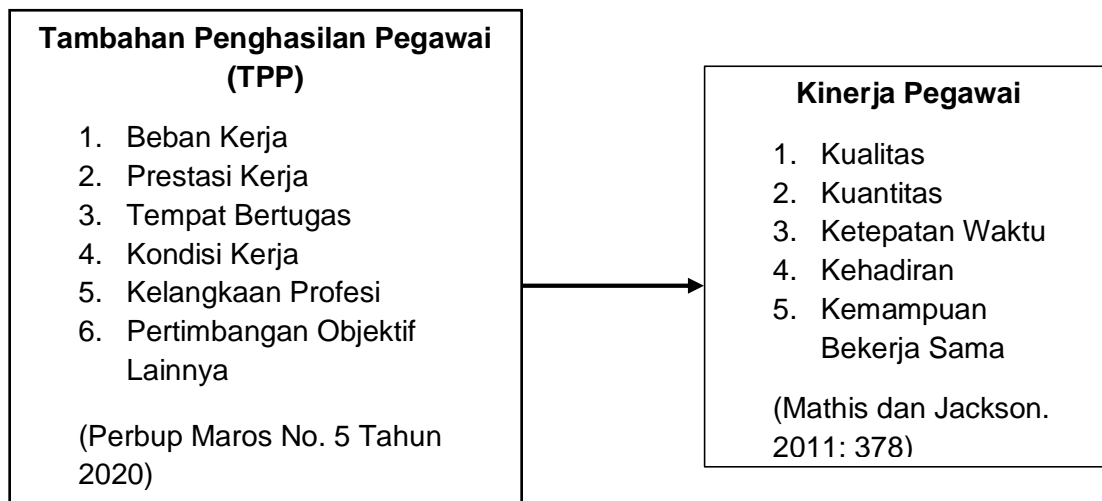 Tambahan Penghasilan Pegawai
(TPP)
1. Beban Kerja
2. Prestasi Kerja
3. Tempat Bertugas
4. Kondisi Kerja
5. Kelangkaan Profesi
6. Pertimbangan Objektif
Lainnya
(Perbup Maros No. 5 Tahun
2020)
Kinerja Pegawai
1. Kualitas
2. Kuantitas
3. Ketepatan Waktu
4. Kehadiran
5. Kemampuan
Bekerja Sama
(Mathis dan Jackson.
2011: 378)